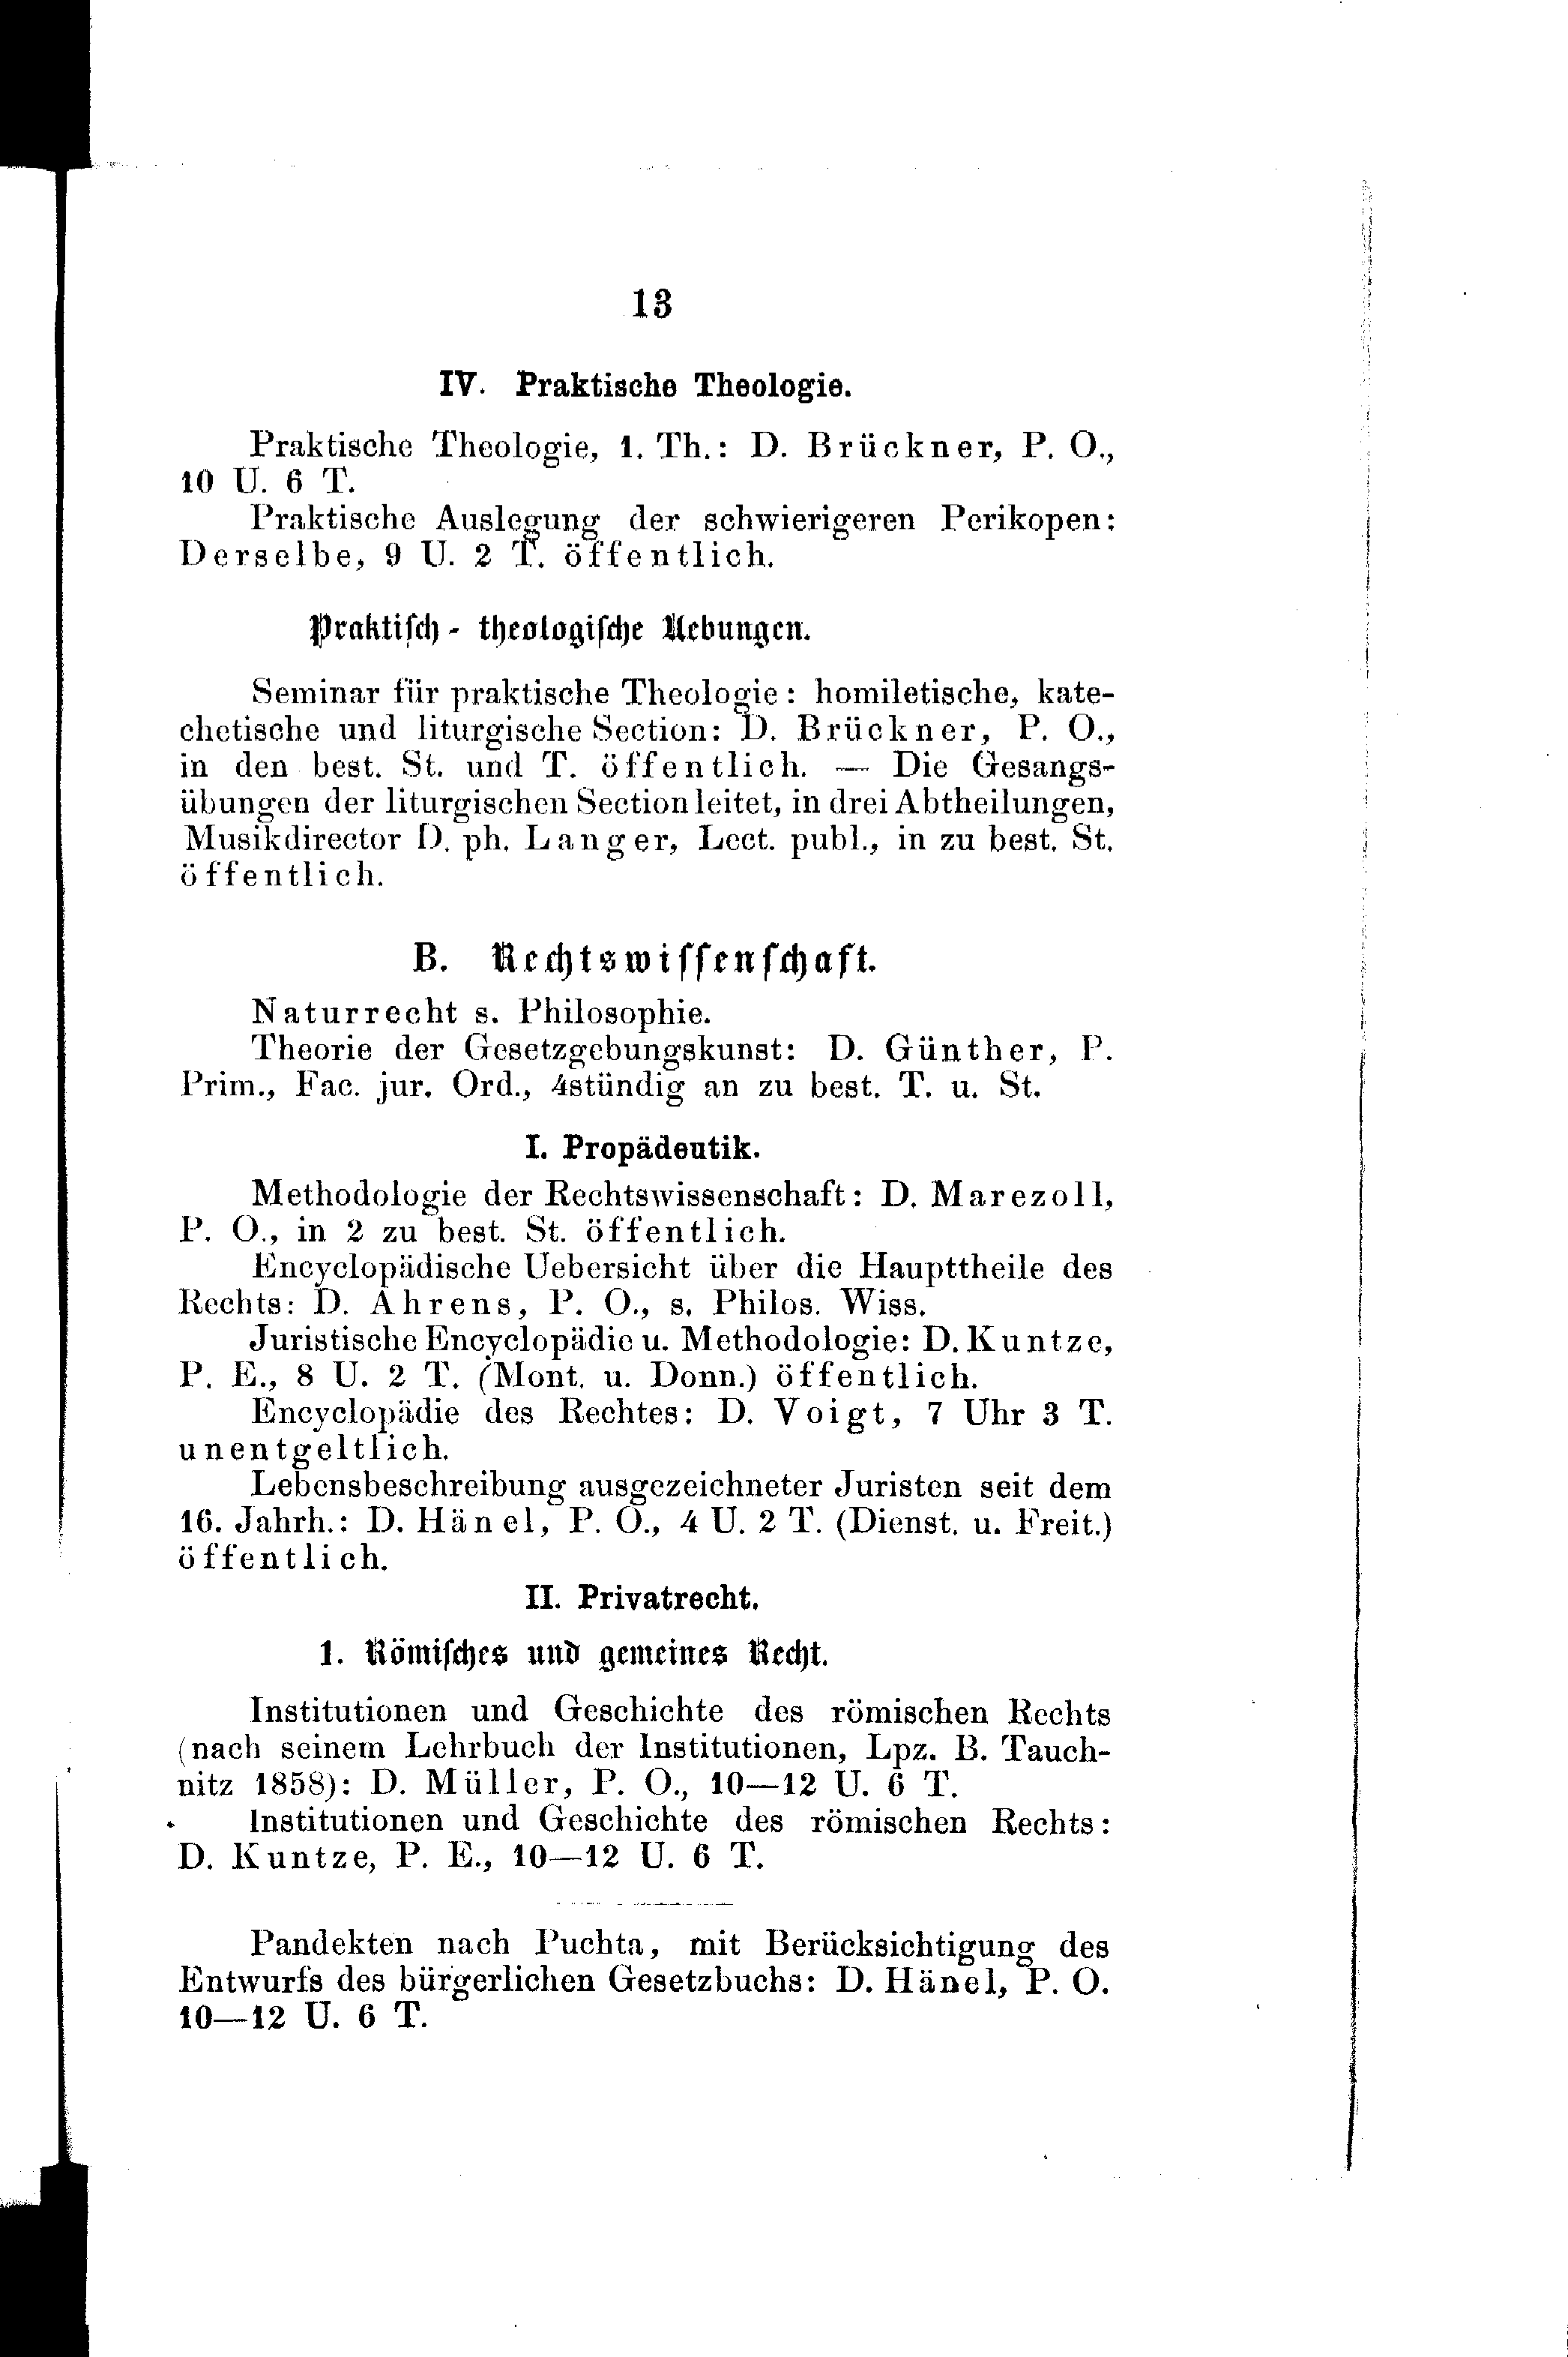 13
IV. Praktische Theologie.
Praktische Theologie, 1. Th.: D. Brückner, P. O.,
10 U. 6 T.
Praktische Auslegung der schwierigeren Perikopen:
Derselbe, 9 U. 2 T. öffentlich.
Praktisch-theologische Uebungen.
Seminar für praktische Theologie: homiletische, kate-
chetische und liturgische Section: D. Brückner, P. O.,
in den best. St. und T. öffentlich. — Die Gesangs-
übungen der liturgischen Section leitet, in drei Abtheilungen,
Musikdirector D. ph. Langer, Lect. publ., in zu best. St.
öffentlich.
B. Rechtswissenschaft.
Naturrecht s. Philosophie.
Theorie der Gesetzgebungskunst: D. Günther, P.
Prim., Fac. jur. Ord., 4stündig an zu best. T. u. St.
I. Propädeutik.
Methodologie der Rechtswissenschaft: D. Marezoll,
P. O., in 2 zu best. St. öffentlich.
Encyclopädische Uebersicht über die Haupttheile des
Rechts: D. Ahrens, P. O., s. Philos. Wiss.
Juristische Encyclopädie u. Methodologie: D. Kuntze,
P. E., 8 U. 2 T. (Mont. u. Donn.) öffentlich.
Encyclopädie des Rechtes: D. Voigt, 7 Uhr 3 T.
unentgeltlich.
Lebensbeschreibung ausgezeichneter Juristen seit dem
16. Jahrh.: D. Hänel, P. O., 4 U. 2 T. (Dienst. u. Freit.)
öffentlich.
II. Privatrecht.
1. Römisches und gemeines Recht.
Institutionen und Geschichte des römischen Rechts
(nach seinem Lehrbuch der Institutionen, Lpz. B. Tauch-
nitz 1858): D. Müller, P. O., 10—12 U. 6 T.
Institutionen und Geschichte des römischen Rechts:
D. Kuntze, P. E., 10—12 U. 6 T.
Pandekten nach Puchta, mit Berücksichtigung des
Entwurfs des bürgerlichen Gesetzbuchs: D. Hänel, P. O.
10—12 U. 6 T.